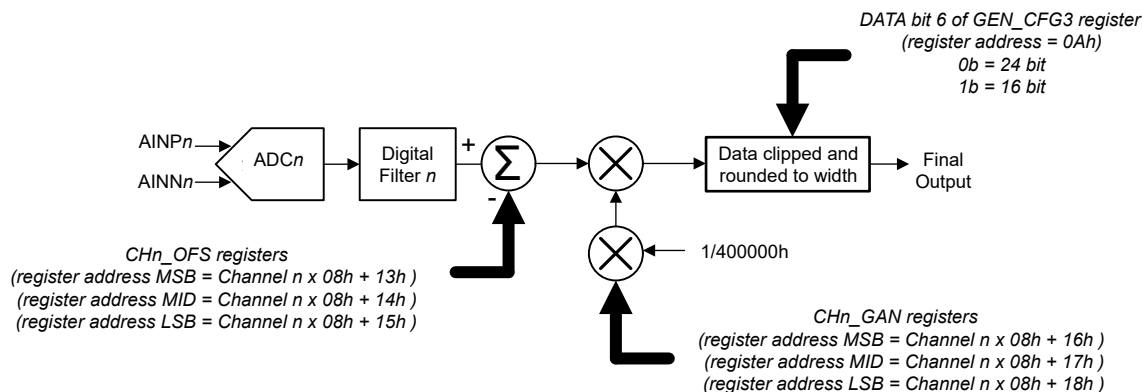 DATA bit 6 of GEN_CFG3 register
(register address = 0Ah)
0b = 24 bit
1b = 16 bit
AINPn
AINNn
ADCn
Digital
Filter n
+
Σ
-
Data clipped and
rounded to width
Final
Output
1/400000h
CHn_OFS registers
(register address MSB = Channel n x 08h + 13h )
(register address MID = Channel n x 08h + 14h )
(register address LSB = Channel n x 08h + 15h )
CHn_GAN registers
(register address MSB = Channel n x 08h + 16h )
(register address MID = Channel n x 08h + 17h )
(register address LSB = Channel n x 08h + 18h )